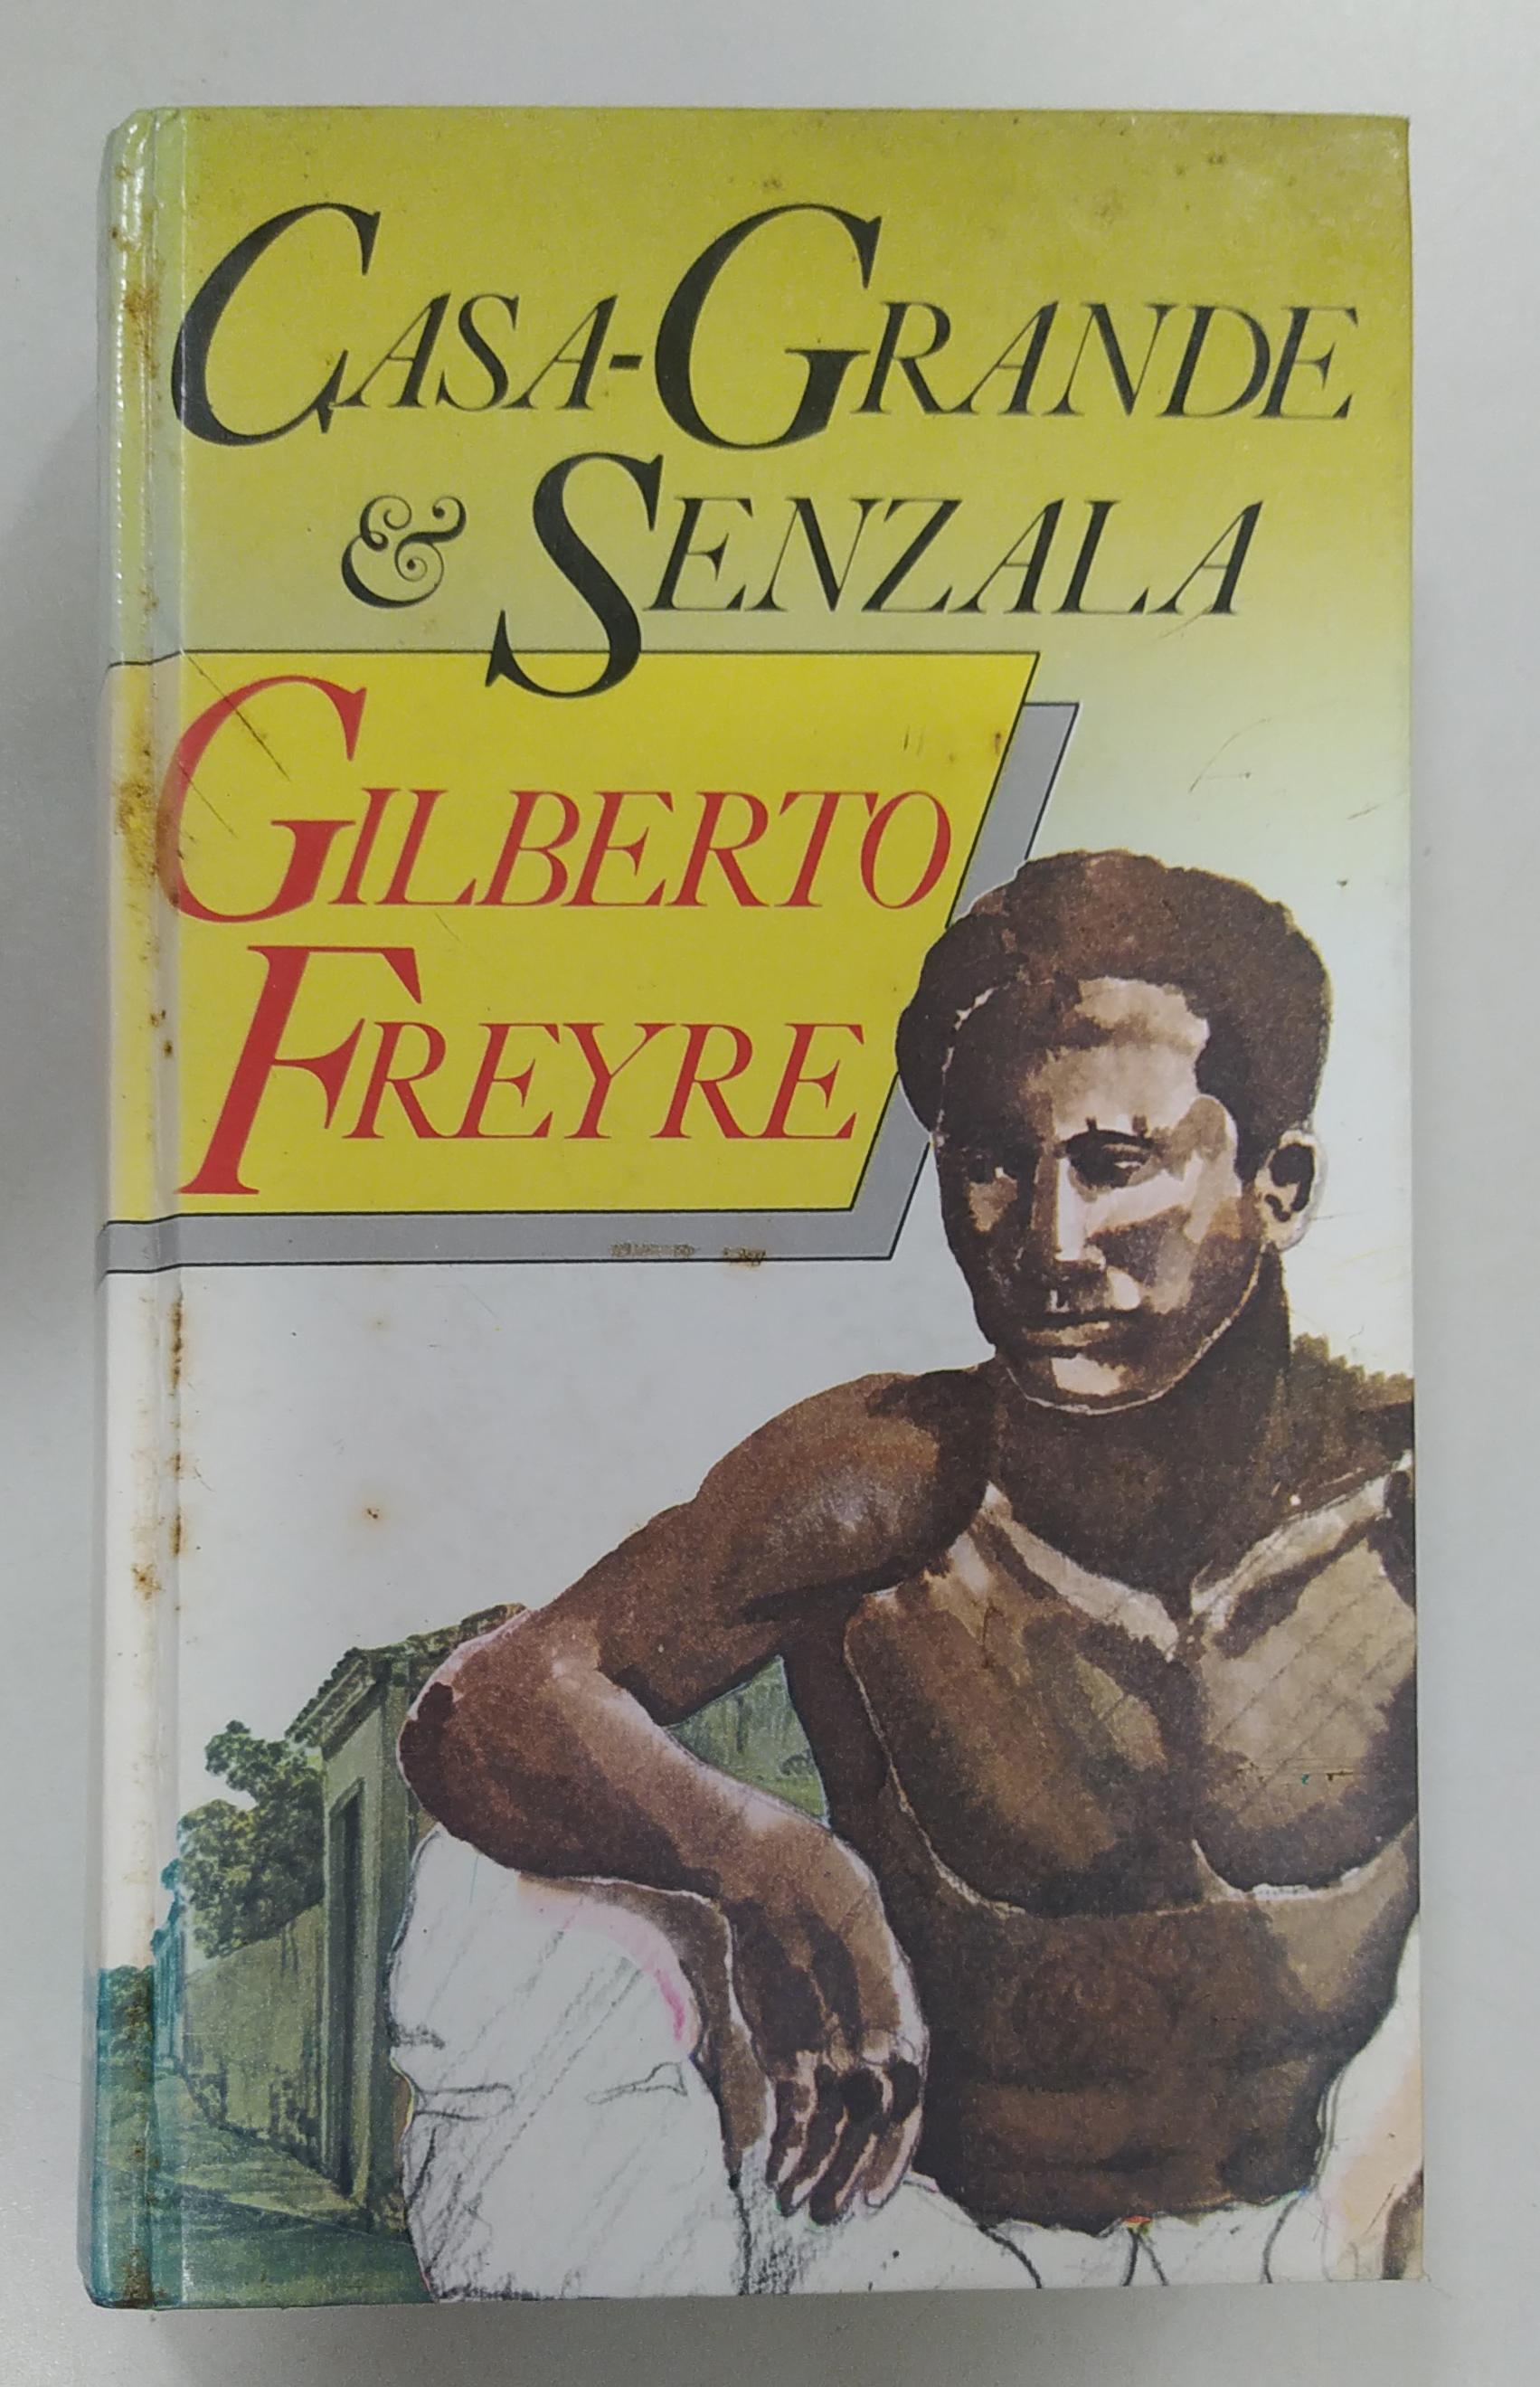 CASA-GRANDE
& SENZALA
GILBERTO
FREYRE